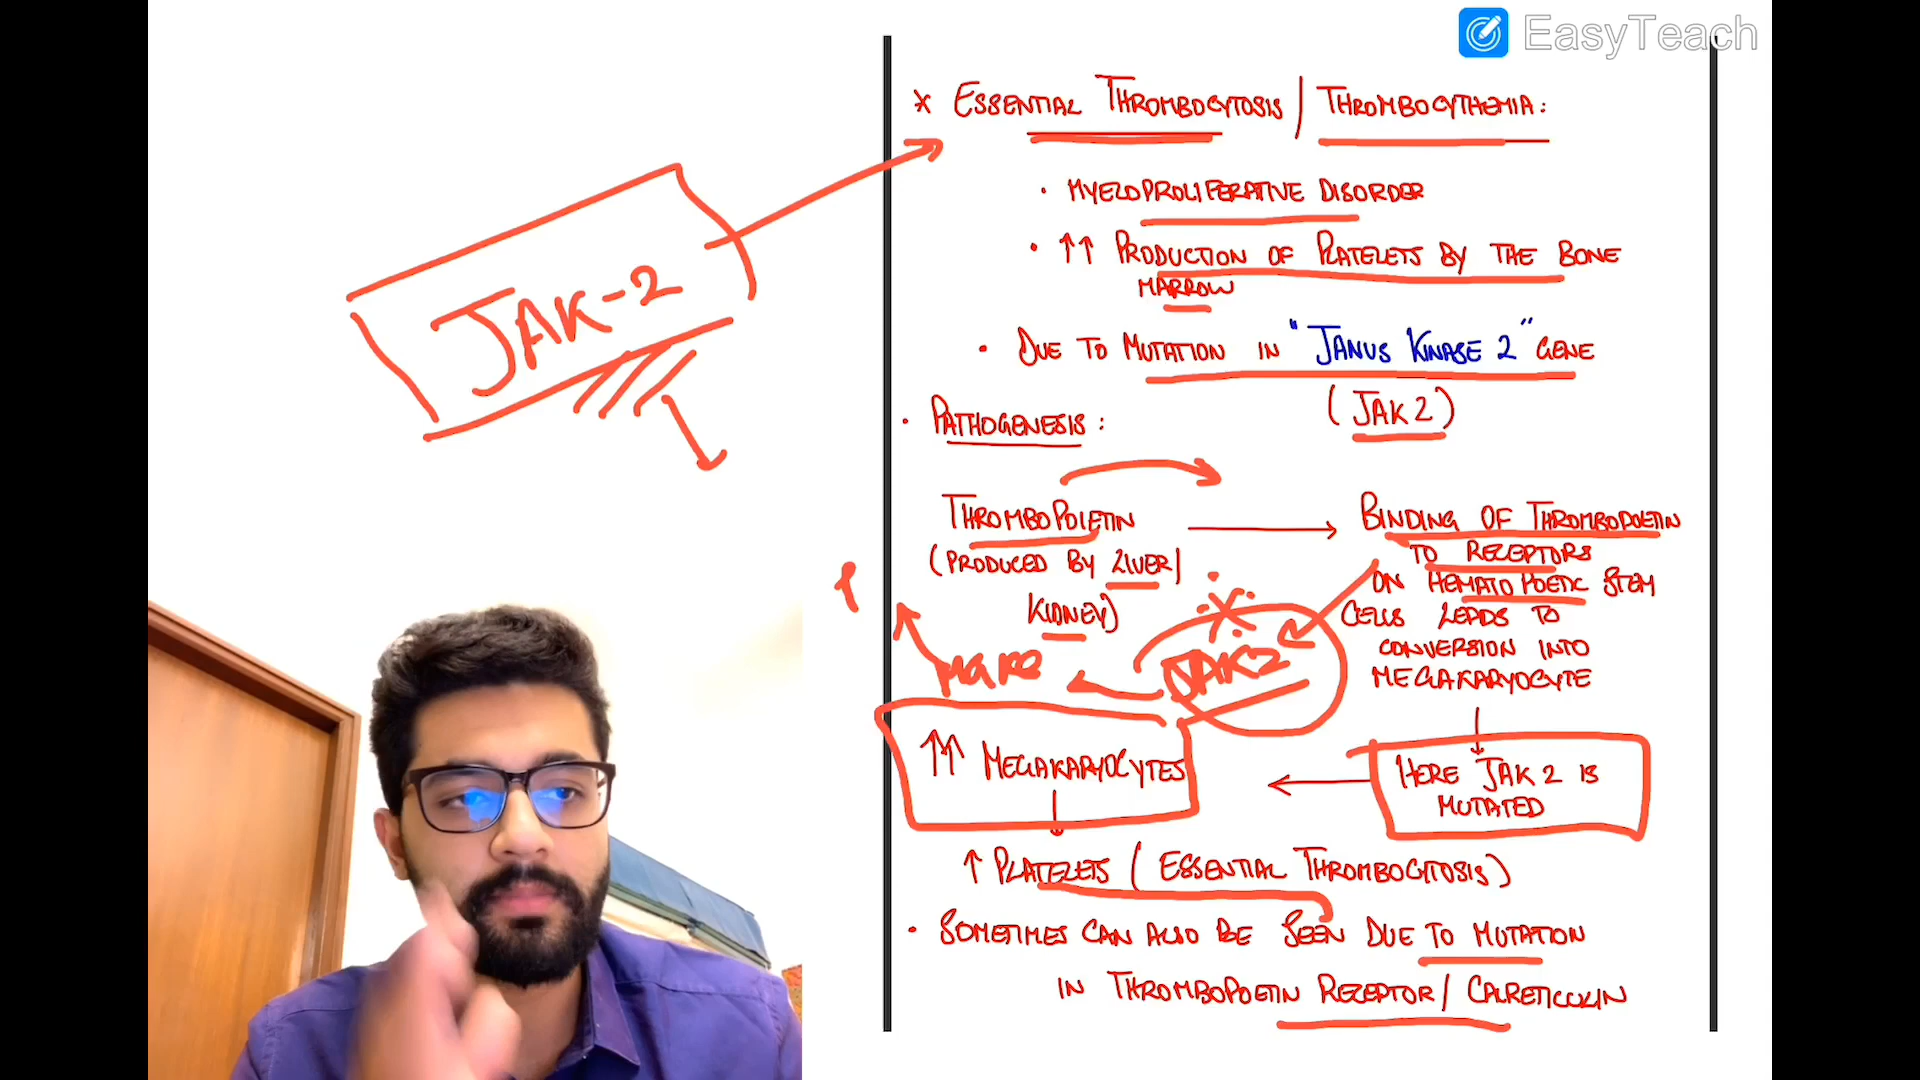 EasyTeach
* ESSENTIAL THROMBOCYTOSIS / THROMBOCYTHEMIA:
• MYELOPROLIFERATIVE DISORDER
• ↑↑ PRODUCTION OF PLATELETS BY THE BONE
MARROW
• DUE TO MUTATION IN "JANUS KINASE 2" GENE
(JAK 2)
JAK-2
• PATHOGENESIS:
THROMBOPOIETIN
(PRODUCED BY LIVER/
KIDNEY)
→ BINDING OF THROMBOPOETIN
TO RECEPTORS
ON HEMATOPOETIC STEM
CELLS LEADS TO
CONVERSION INTO
MEGAKARYOCYTE
JAK2
MORE
HERE JAK 2 IS
MUTATED
↑↑ MEGAKARYOCYTES
↑ PLATELETS (ESSENTIAL THROMBOCYTOSIS)
• SOMETIMES CAN ALSO BE SEEN DUE TO MUTATION
IN THROMBOPOETIN RECEPTOR / CALRETICULIN